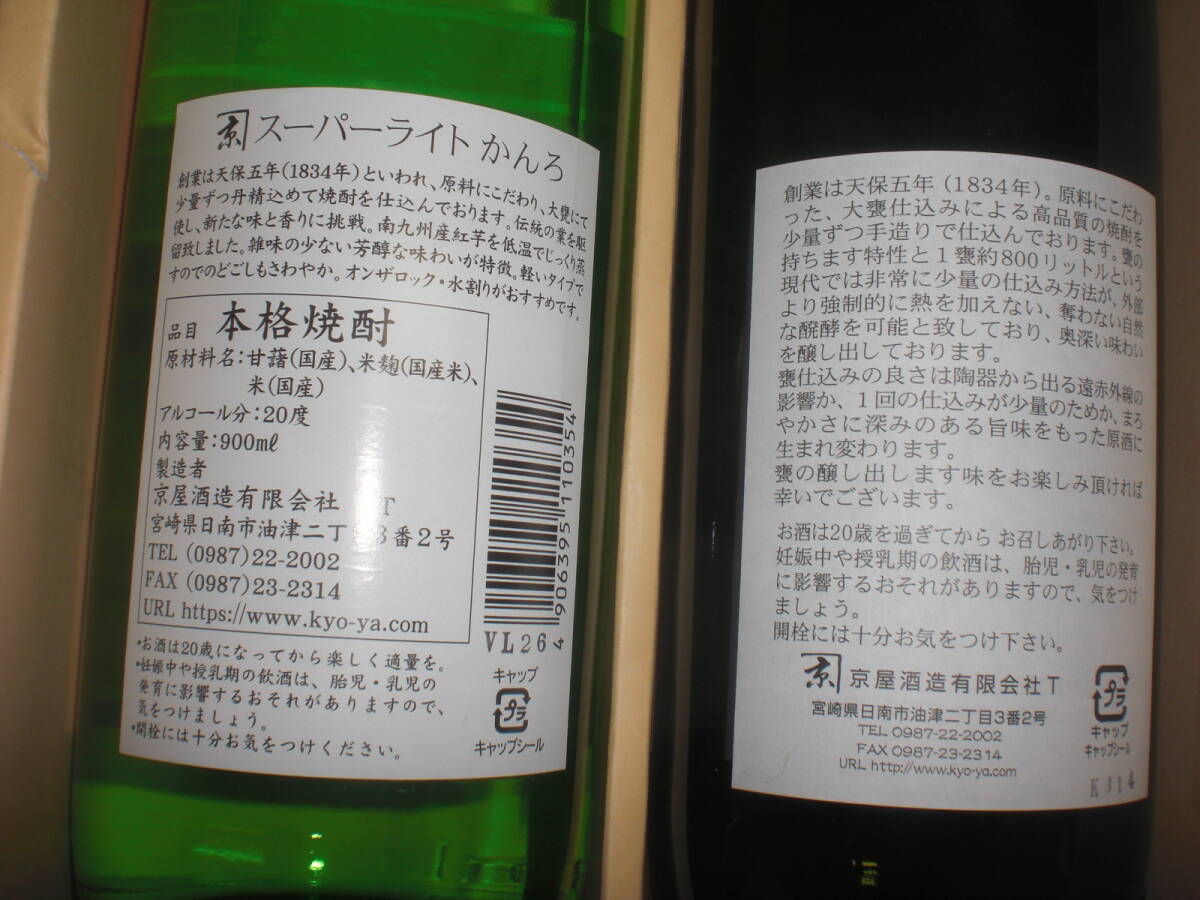 京 スーパーライト かんろ
創業は天保五年(1834年)といわれ、原料にこだわり、大甕にて
少量ずつ丹精込めて焼酎を仕込んでおります。伝統の業を駆
使し、新たな味と香りに挑戦。南九州産紅芋を低温でじっくり蒸
留致しました。雑味の少ない芳醇な味わいが特徴。軽いタイプで
すのでのどごしもさわやか。オンザロック・水割りがおすすめです。
品目 本格焼酎
原材料名:甘藷(国産)、米麹(国産米)、
米(国産)
アルコール分:20度
内容量:900mℓ
製造者
京屋酒造有限会社 T
宮崎県日南市油津二丁 3番2号
TEL (0987)22-2002
FAX (0987)23-2314
URL https://www.kyo-ya.com
4906395110354
VL26
•お酒は20歳になってから楽しく適量を。
•妊娠中や授乳期の飲酒は、胎児・乳児の
発育に影響するおそれがありますので、
気をつけましょう。
•開栓には十分お気をつけください。
キャップ
プラ
キャップシール
創業は天保五年(1834年)。原料にこだわ
った、大甕仕込みによる高品質の焼酎を
少量ずつ手造りで仕込んでおります。甕の
持ちます特性と1甕約800リットルという
現代では非常に少量の仕込み方法が、外部
より強制的に熱を加えない、奪わない自然
な醗酵を可能と致しており、奥深い味わい
を醸し出しております。
甕仕込みの良さは陶器から出る遠赤外線の
影響か、1回の仕込みが少量のためか、まろ
やかさに深みのある旨味をもった原酒に
生まれ変わります。
甕の醸し出します味をお楽しみ頂ければ
幸いでございます。
お酒は20歳を過ぎてから お召しあがり下さい。
妊娠中や授乳期の飲酒は、胎児・乳児の発育
に影響するおそれがありますので、気をつけ
ましょう。
開栓には十分お気をつけ下さい。
京 京屋酒造有限会社T
宮崎県日南市油津二丁目3番2号
TEL 0987-22-2002
FAX 0987-23-2314
URL http://www.kyo-ya.com
プラ
キャップ
キャップシール
KJ14